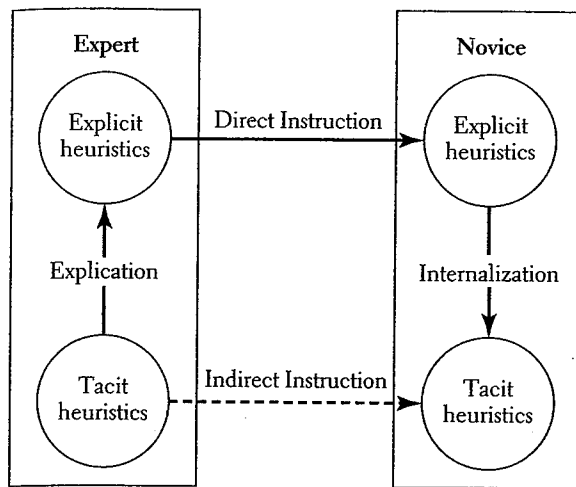 Expert
Novice
Explicit
heuristics
Direct Instruction
Explicit
heuristics
Explication
Internalization
Tacit
heuristics
Indirect Instruction
Tacit
heuristics